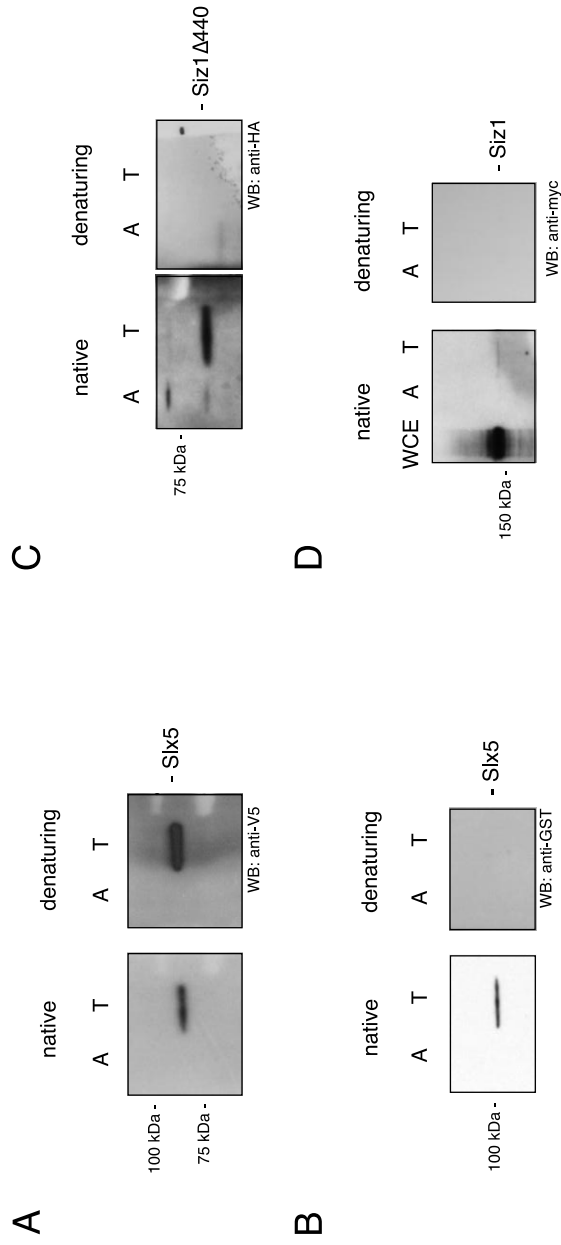 A
native
denaturing
A T A T
100 kDa -
75 kDa -
- Slx5
WB: anti-V5
B
native
denaturing
A T A T
100 kDa -
- Slx5
WB: anti-GST
C
native
denaturing
A T A T
75 kDa -
- Siz1Δ440
WB: anti-HA
D
native
denaturing
WCE A T A T
150 kDa -
- Siz1
WB: anti-myc